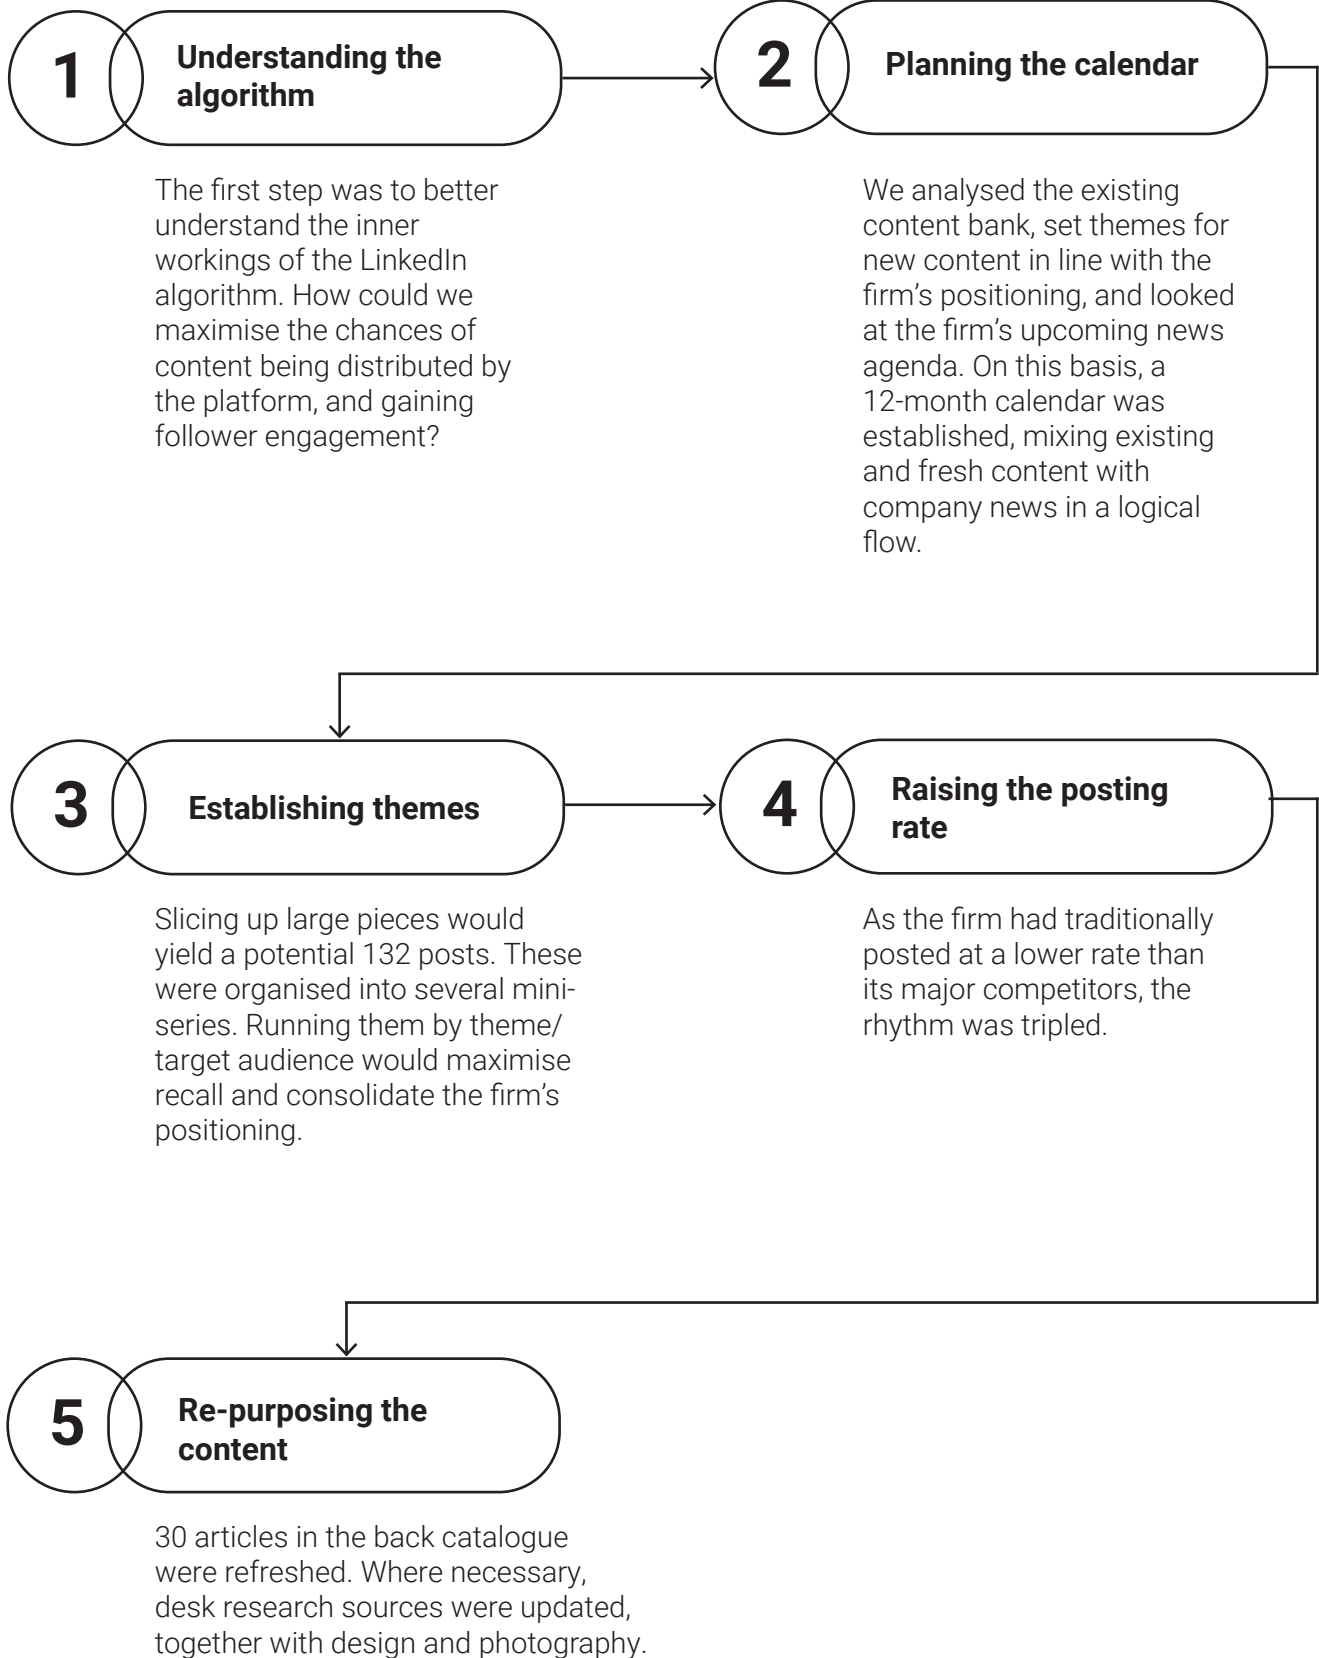 1
Understanding the
algorithm
The first step was to better
understand the inner
workings of the LinkedIn
algorithm. How could we
maximise the chances of
content being distributed by
the platform, and gaining
follower engagement?
2
Planning the calendar
We analysed the existing
content bank, set themes for
new content in line with the
firm's positioning, and looked
at the firm's upcoming news
agenda. On this basis, a
12-month calendar was
established, mixing existing
and fresh content with
company news in a logical
flow.
3
Establishing themes
Slicing up large pieces would
yield a potential 132 posts. These
were organised into several mini-
series. Running them by theme/
target audience would maximise
recall and consolidate the firm's
positioning.
4
Raising the posting
rate
As the firm had traditionally
posted at a lower rate than
its major competitors, the
rhythm was tripled.
5
Re-purposing the
content
30 articles in the back catalogue
were refreshed. Where necessary,
desk research sources were updated,
together with design and photography.